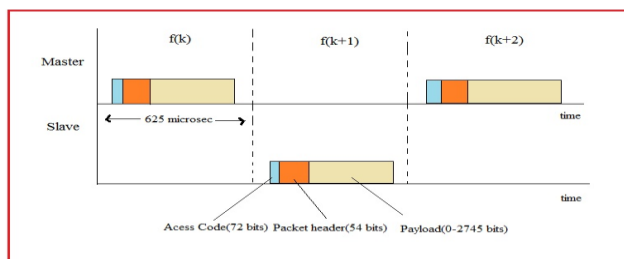 f(k) f(k+1) f(k+2)
Master
625 microsec
time
Slave
time
Acess Code(72 bits) Packet header(54 bits) Payload(0-2745 bits)